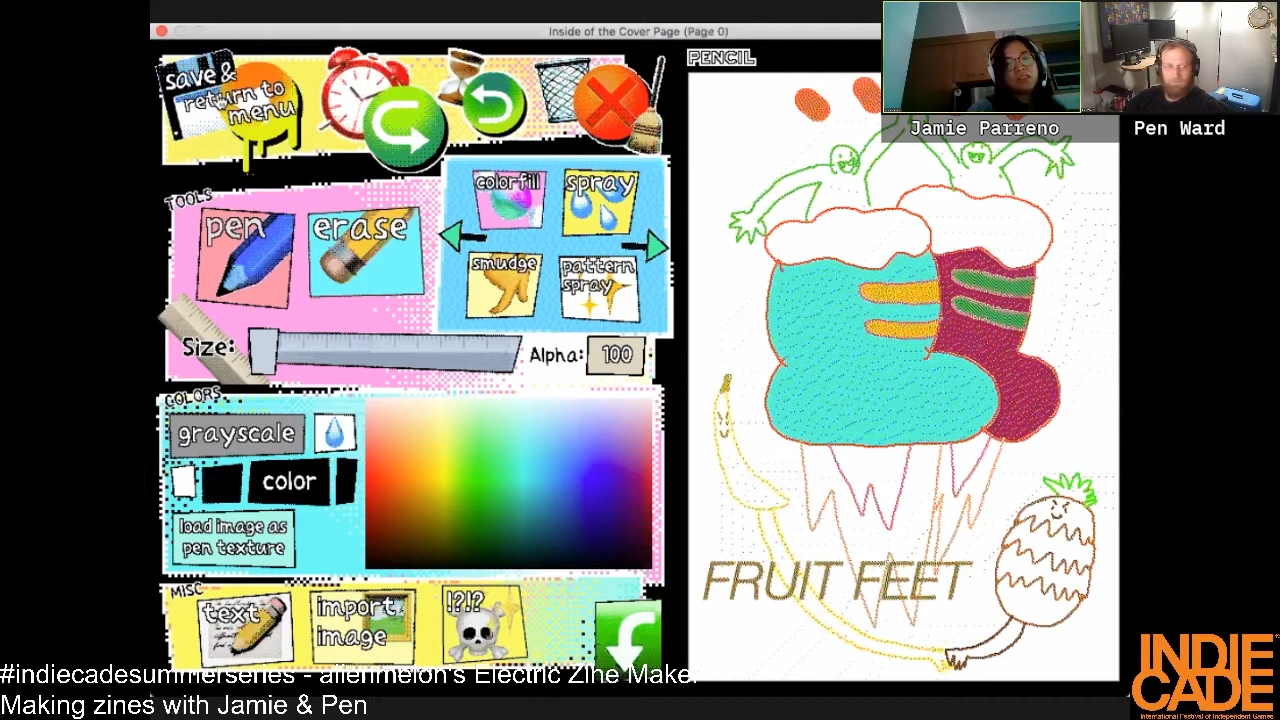 Inside of the Cover Page (Page 0)
save &
return to
menu
PENCIL
Jamie Parreno
Pen Ward
TOOLS
pen
erase
colorfill
spray
smudge
pattern
spray
Size:
Alpha:
100
COLORS
grayscale
color
load image as
pen texture
FRUIT FEET
MISC
text
import
image
!?!?
#indiecadesummerseries - alienmelon's Electric Zine Maker
Making zines with Jamie & Pen
INDIE
CADE
International Festival of Independent Games